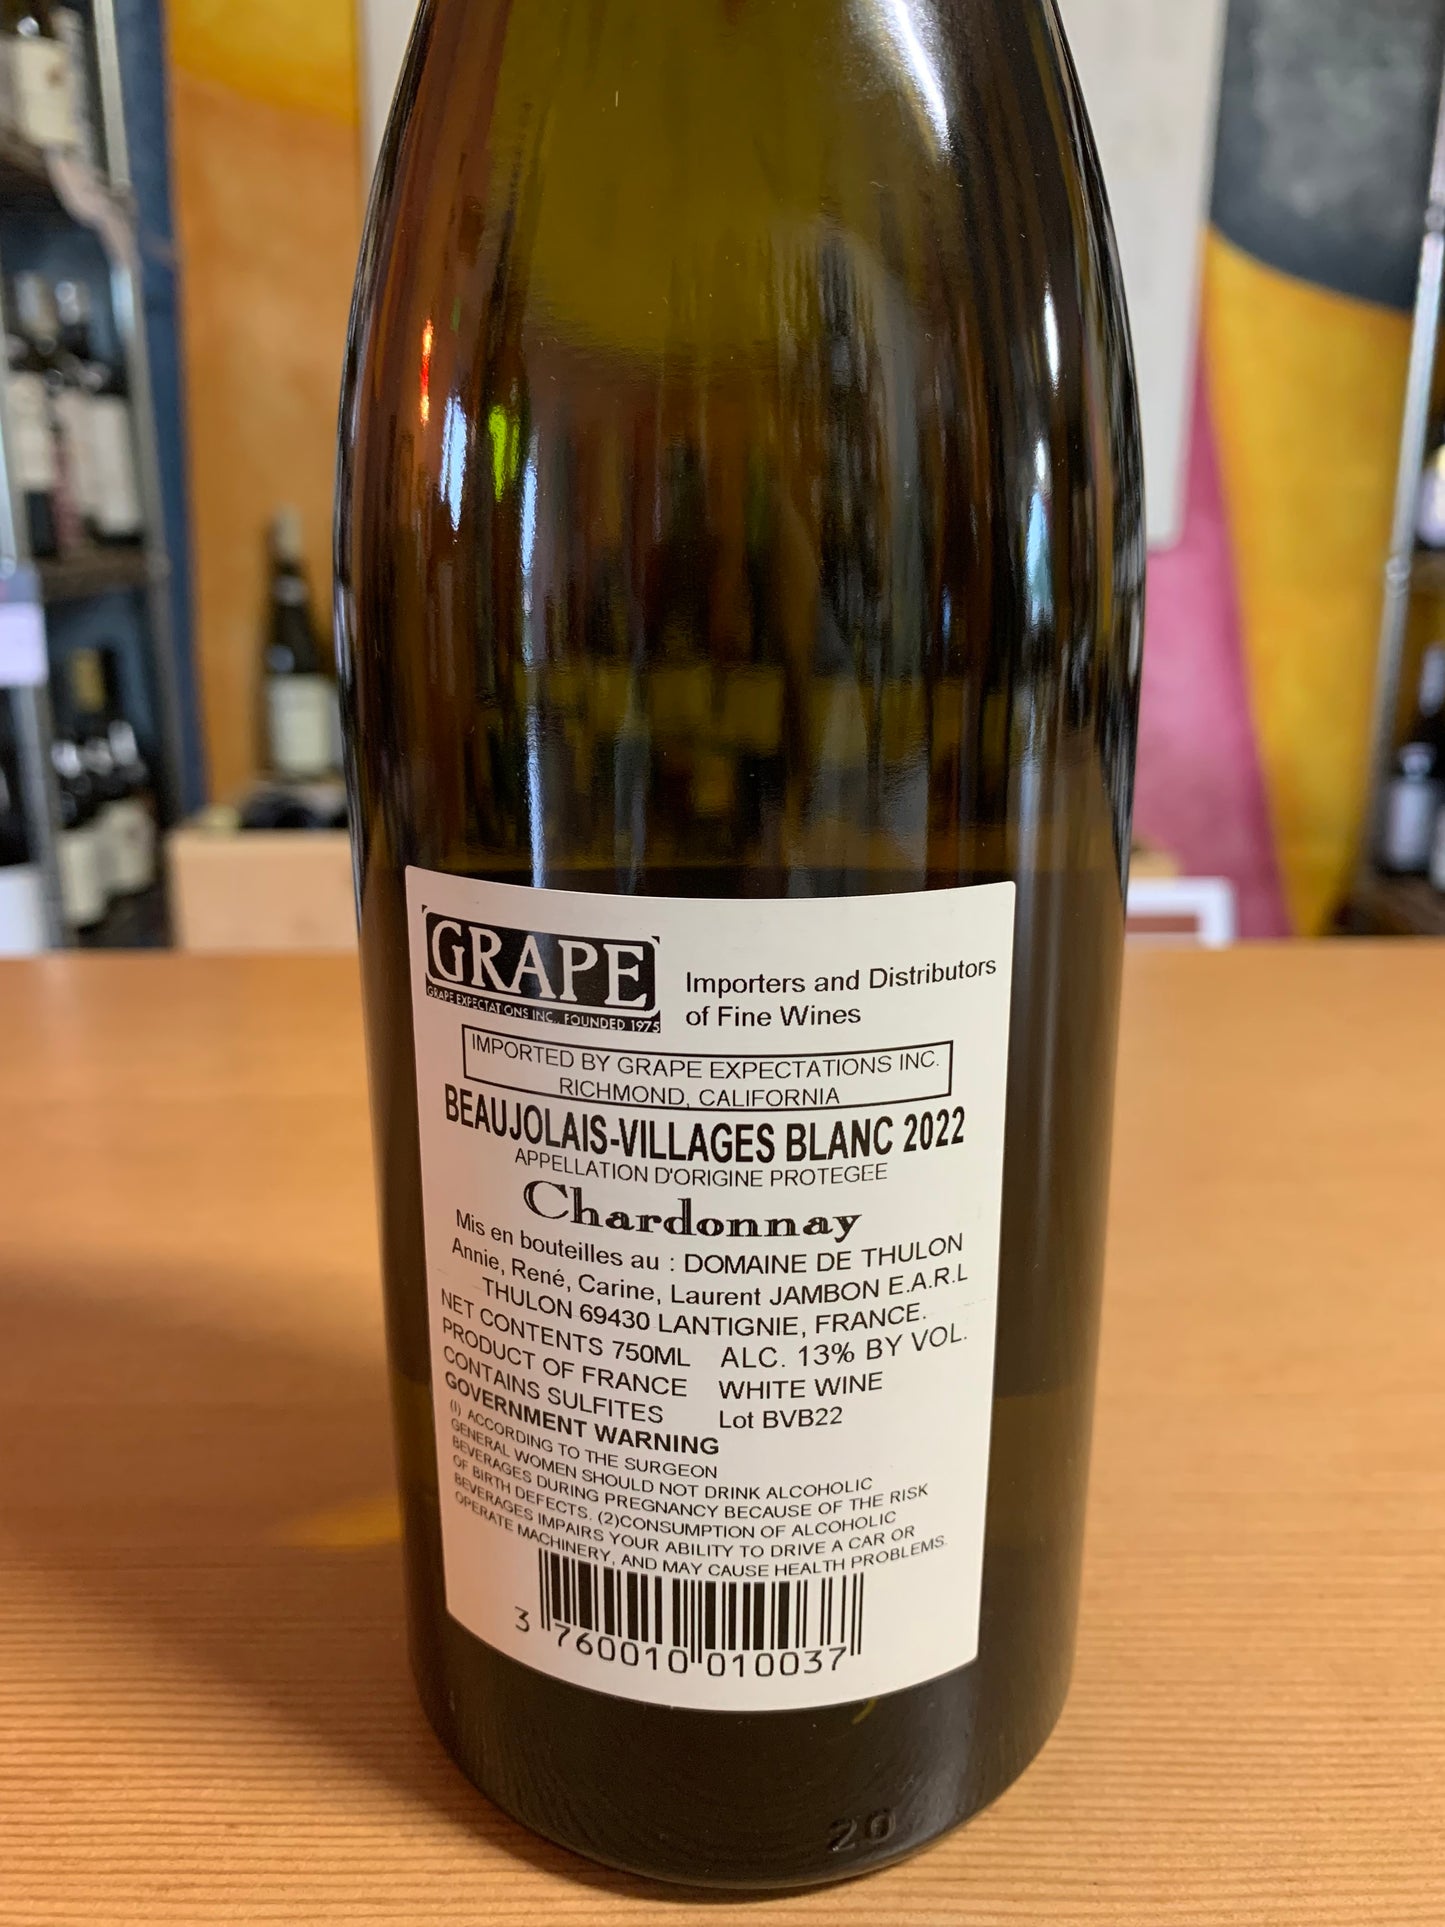 GRAPE
GRAPE EXPECTATIONS INC., FOUNDED 1975
Importers and Distributors
of Fine Wines
IMPORTED BY GRAPE EXPECTATIONS INC.
RICHMOND, CALIFORNIA
BEAUJOLAIS-VILLAGES BLANC 2022
APPELLATION D'ORIGINE PROTEGEE
Chardonnay
Mis en bouteilles au : DOMAINE DE THULON
Annie, René, Carine, Laurent JAMBON E.A.R.L
THULON 69430 LANTIGNIE, FRANCE.
NET CONTENTS 750ML ALC. 13% BY VOL.
PRODUCT OF FRANCE WHITE WINE
CONTAINS SULFITES Lot BVB22
GOVERNMENT WARNING
(I) ACCORDING TO THE SURGEON
GENERAL WOMEN SHOULD NOT DRINK ALCOHOLIC
BEVERAGES DURING PREGNANCY BECAUSE OF THE RISK
OF BIRTH DEFECTS. (2)CONSUMPTION OF ALCOHOLIC
BEVERAGES IMPAIRS YOUR ABILITY TO DRIVE A CAR OR
OPERATE MACHINERY, AND MAY CAUSE HEALTH PROBLEMS.
3 760010 010037
20